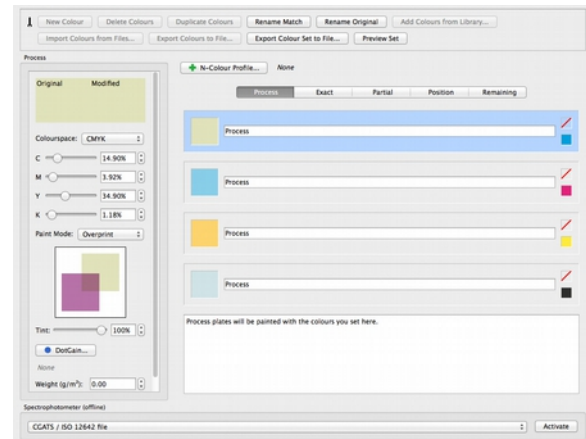 New Colour Delete Colours Duplicate Colours Rename Match Rename Original Add Colours from Library...
Import Colours from Files... Export Colours to File... Export Colour Set to File... Preview Set
Process
N-Colour Profile... None
Original Modified
Process Exact Partial Position Remaining
Process
Colourspace: CMYK
C 14.90%
M 3.92%
Process
Y 34.90%
K 1.18%
Paint Mode: Overprint
Process
Process
Process plates will be painted with the colours you set here.
Tint: 100%
DotGain...
None
Weight (g/m²): 0.00
Spectrophotometer (offline)
CGATS / ISO 12642 file Activate